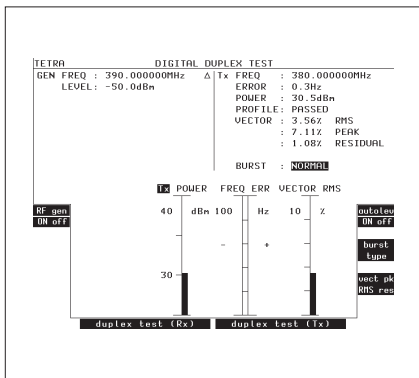 TETRA DIGITAL DUPLEX TEST
GEN FREQ : 390.000000MHz Δ Tx FREQ : 380.000000MHz
LEVEL: -50.0dBm ERROR : 0.3Hz
POWER : 30.5dBm
PROFILE: PASSED
VECTOR : 3.56% RMS
: 7.11% PEAK
: 1.08% RESIDUAL
BURST : NORMAL
Tx POWER FREQ ERR VECTOR RMS
RF gen
ON off
40 dBm 100 Hz 10 %
autolev
ON off
- +
burst
type
30
vect pk
RMS res
duplex test (Rx) duplex test (Tx)